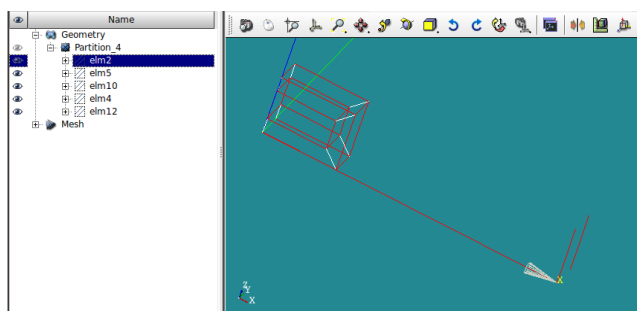 Name
Geometry
Partition_4
elm2
elm5
elm10
elm4
elm12
Mesh
X
Z
Y
X